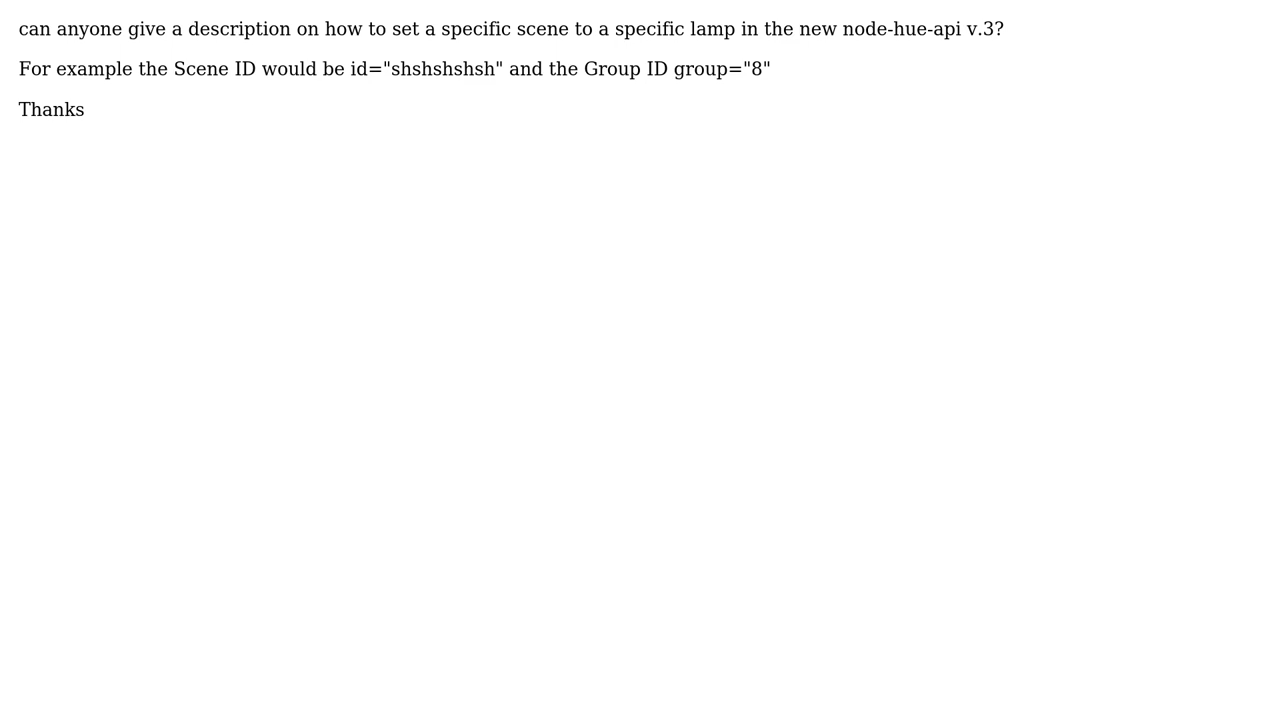 can anyone give a description on how to set a specific scene to a specific lamp in the new node-hue-api v.3?
For example the Scene ID would be id="shshshshsh" and the Group ID group="8"
Thanks